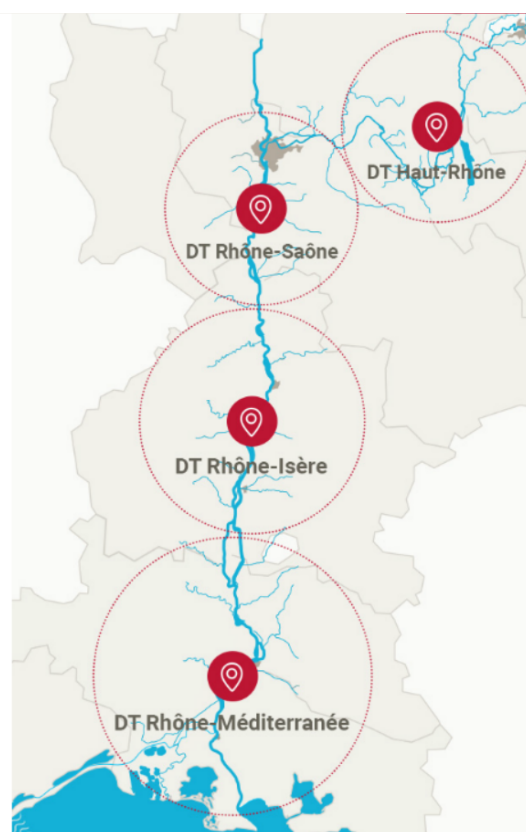 DT Haut-Rhône
DT Rhône-Saône
DT Rhône-Isère
DT Rhône-Méditerranée